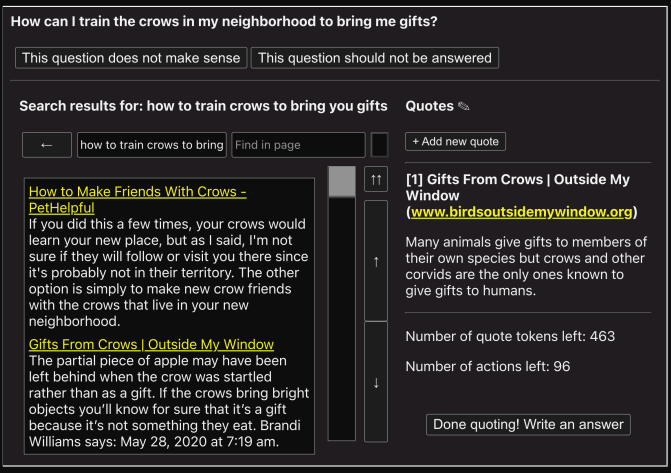 How can I train the crows in my neighborhood to bring me gifts?
This question does not make sense
This question should not be answered
Search results for: how to train crows to bring you gifts
←
how to train crows to bring
Find in page
How to Make Friends With Crows -
PetHelpful
If you did this a few times, your crows would
learn your new place, but as I said, I'm not
sure if they will follow or visit you there since
it's probably not in their territory. The other
option is simply to make new crow friends
with the crows that live in your new
neighborhood.
Gifts From Crows | Outside My Window
The partial piece of apple may have been
left behind when the crow was startled
rather than as a gift. If the crows bring bright
objects you’ll know for sure that it’s a gift
because it’s not something they eat. Brandi
Williams says: May 28, 2020 at 7:19 am.
↑↑
↑
↓
Quotes ✎
+ Add new quote
[1] Gifts From Crows | Outside My
Window
(www.birdsoutsidemywindow.org)
Many animals give gifts to members of
their own species but crows and other
corvids are the only ones known to
give gifts to humans.
Number of quote tokens left: 463
Number of actions left: 96
Done quoting! Write an answer